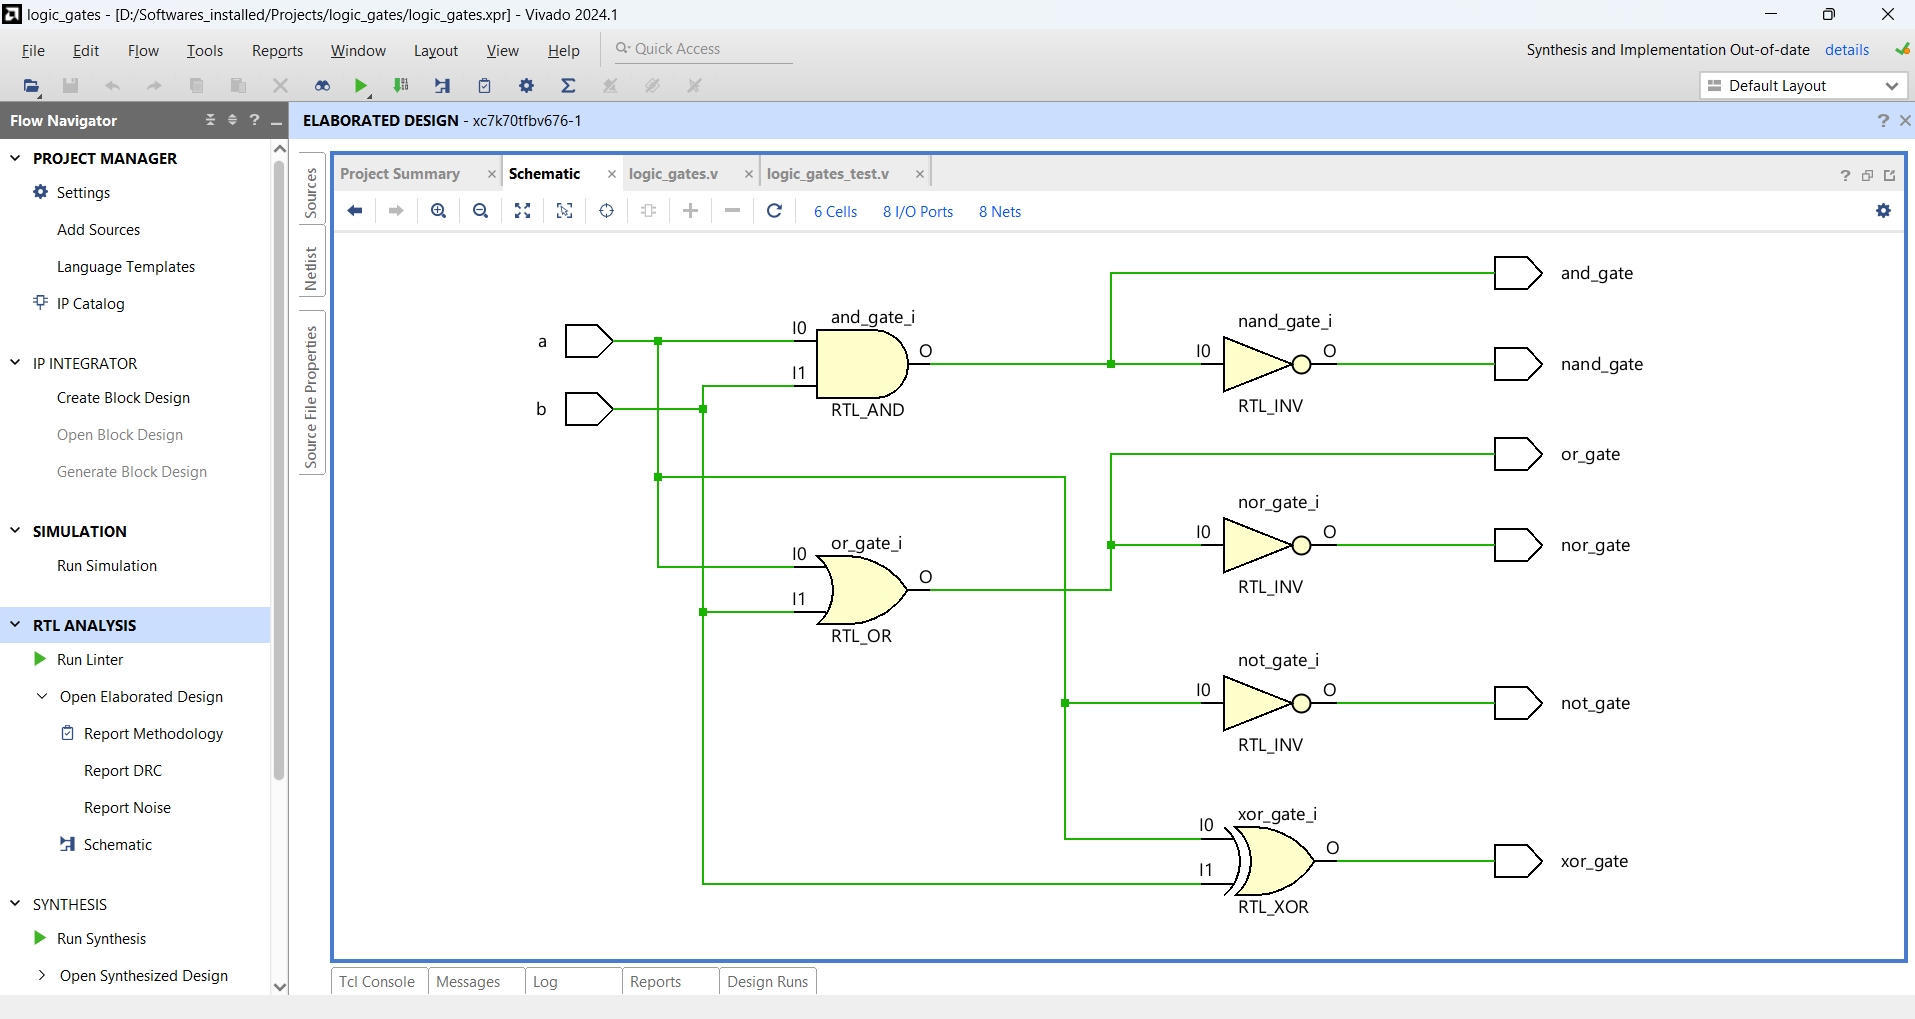 logic_gates - [D:/Softwares_installed/Projects/logic_gates/logic_gates.xpr] - Vivado 2024.1
File Edit Flow Tools Reports Window Layout View Help Quick Access
Synthesis and Implementation Out-of-date details
Default Layout
Flow Navigator
ELABORATED DESIGN - xc7k70tfbv676-1
PROJECT MANAGER
Settings
Add Sources
Language Templates
IP Catalog
IP INTEGRATOR
Create Block Design
Open Block Design
Generate Block Design
SIMULATION
Run Simulation
RTL ANALYSIS
Run Linter
Open Elaborated Design
Report Methodology
Report DRC
Report Noise
Schematic
SYNTHESIS
Run Synthesis
Open Synthesized Design
Sources
Netlist
Source File Properties
Project Summary Schematic logic_gates.v logic_gates_test.v
6 Cells 8 I/O Ports 8 Nets
a
b
and_gate_i
I0
I1
O
RTL_AND
or_gate_i
I0
I1
O
RTL_OR
and_gate
nand_gate_i
I0
O
RTL_INV
nand_gate
or_gate
nor_gate_i
I0
O
RTL_INV
nor_gate
not_gate_i
I0
O
RTL_INV
not_gate
xor_gate_i
I0
I1
O
RTL_XOR
xor_gate
Tcl Console Messages Log Reports Design Runs